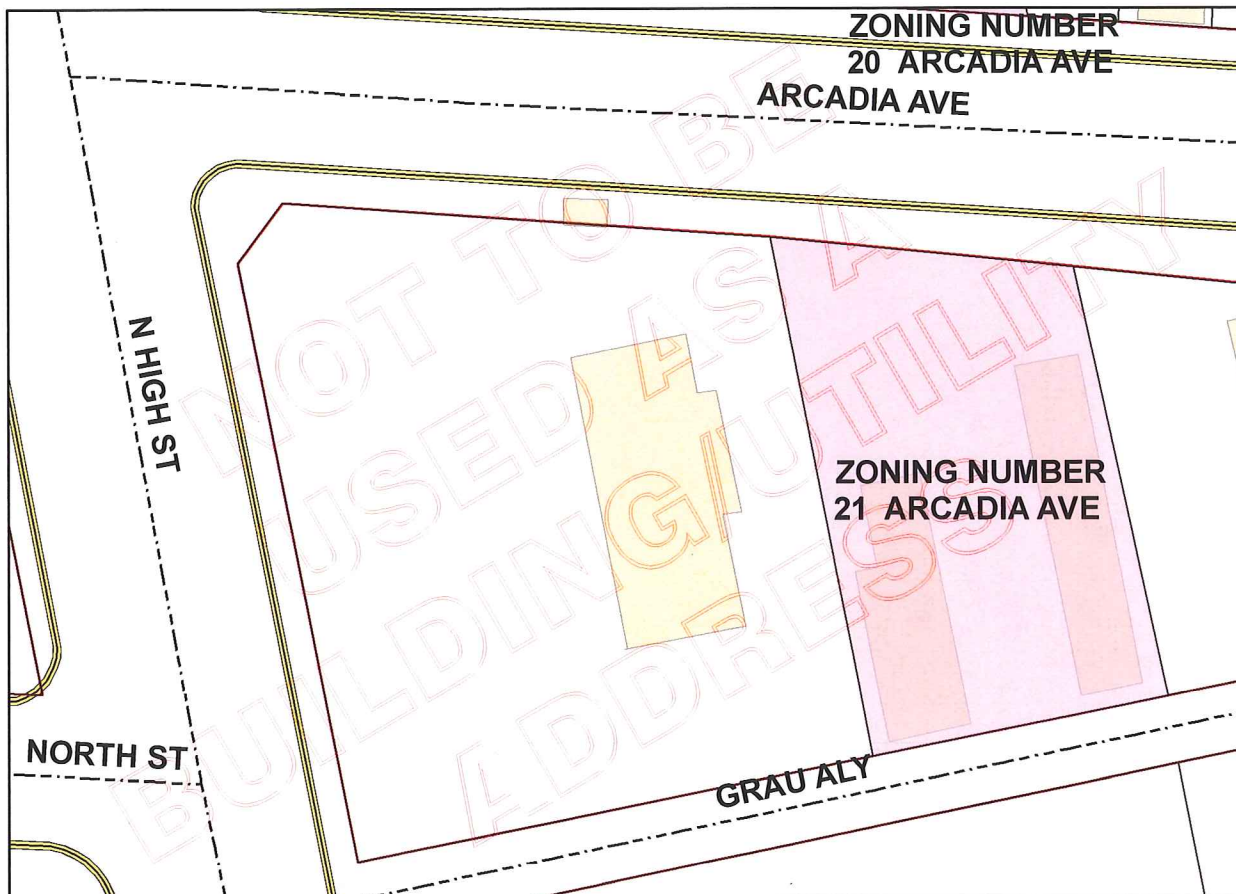 ZONING NUMBER
20 ARCADIA AVE
ARCADIA AVE
N HIGH ST
ZONING NUMBER
21 ARCADIA AVE
NORTH ST
GRAU ALY
NOT TO BE
USED AS A
BUILDING/UTILITY
ADDRESS